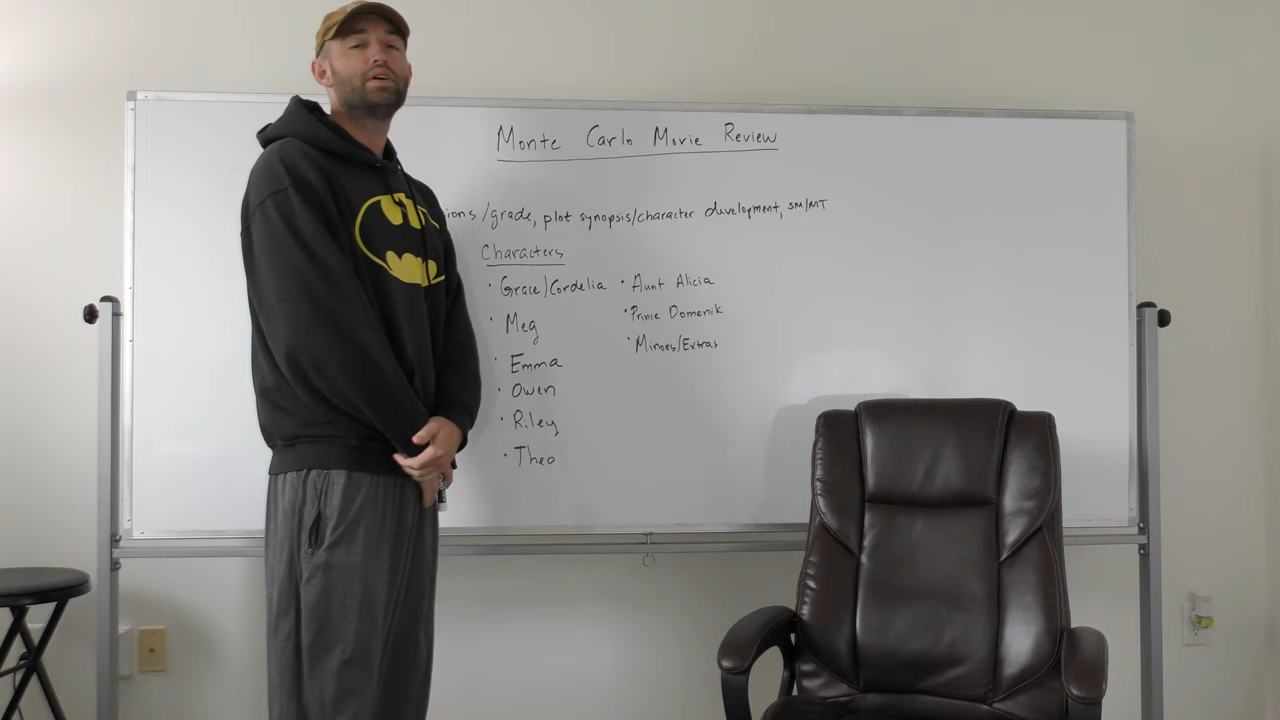 Monte Carlo Movie Review
ions/grade, plot synopsis/character development, SM/MT
Characters
• Grace/Cordelia
• Meg
• Emma
• Owen
• Riley
• Theo
• Aunt Alicia
• Prince Domenik
• Minors/Extras